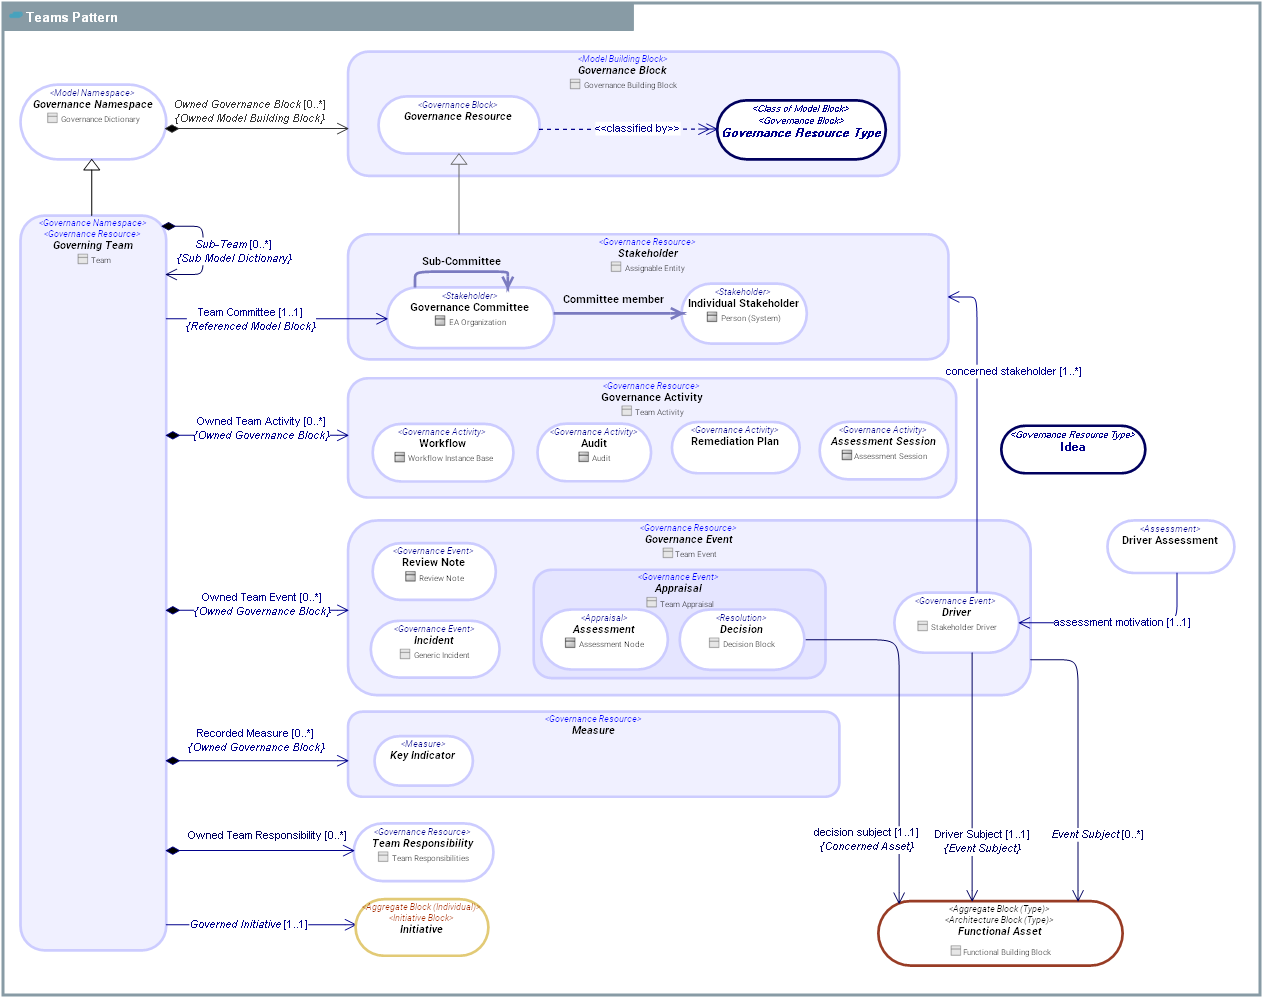 Teams Pattern
<Model Namespace>
Governance Namespace
Governance Dictionary
Owned Governance Block [0..*]
{Owned Model Building Block}
<Model Building Block>
Governance Block
Governance Building Block
<Governance Block>
Governance Resource
<<classified by>>
<Class of Model Block>
<Governance Block>
Governance Resource Type
<Governance Namespace>
<Governance Resource>
Governing Team
Team
Sub-Team [0..*]
{Sub Model Dictionary}
Team Committee [1..1]
{Referenced Model Block}
<Governance Resource>
Stakeholder
Assignable Entity
Sub-Committee
<Stakeholder>
Governance Committee
EA Organization
Committee member
<Stakeholder>
Individual Stakeholder
Person (System)
concerned stakeholder [1..*]
Owned Team Activity [0..*]
{Owned Governance Block}
<Governance Resource>
Governance Activity
Team Activity
<Governance Activity>
Workflow
Workflow Instance Base
<Governance Activity>
Audit
Audit
<Governance Activity>
Remediation Plan
<Governance Activity>
Assessment Session
Assessment Session
<Governance Resource Type>
Idea
Owned Team Event [0..*]
{Owned Governance Block}
<Governance Resource>
Governance Event
Team Event
<Governance Event>
Review Note
Review Note
<Governance Event>
Incident
Generic Incident
<Governance Event>
Appraisal
Team Appraisal
<Appraisal>
Assessment
Assessment Node
<Resolution>
Decision
Decision Block
<Governance Event>
Driver
Stakeholder Driver
<Assessment>
Driver Assessment
assessment motivation [1..1]
Recorded Measure [0..*]
{Owned Governance Block}
<Governance Resource>
Measure
<Measure>
Key Indicator
Owned Team Responsibility [0..*]
<Governance Resource>
Team Responsibility
Team Responsibilities
decision subject [1..1]
{Concerned Asset}
Driver Subject [1..1]
{Event Subject}
Event Subject [0..*]
Governed Initiative [1..1]
<Aggregate Block (Individual)>
<Initiative Block>
Initiative
<Aggregate Block (Type)>
<Architecture Block (Type)>
Functional Asset
Functional Building Block